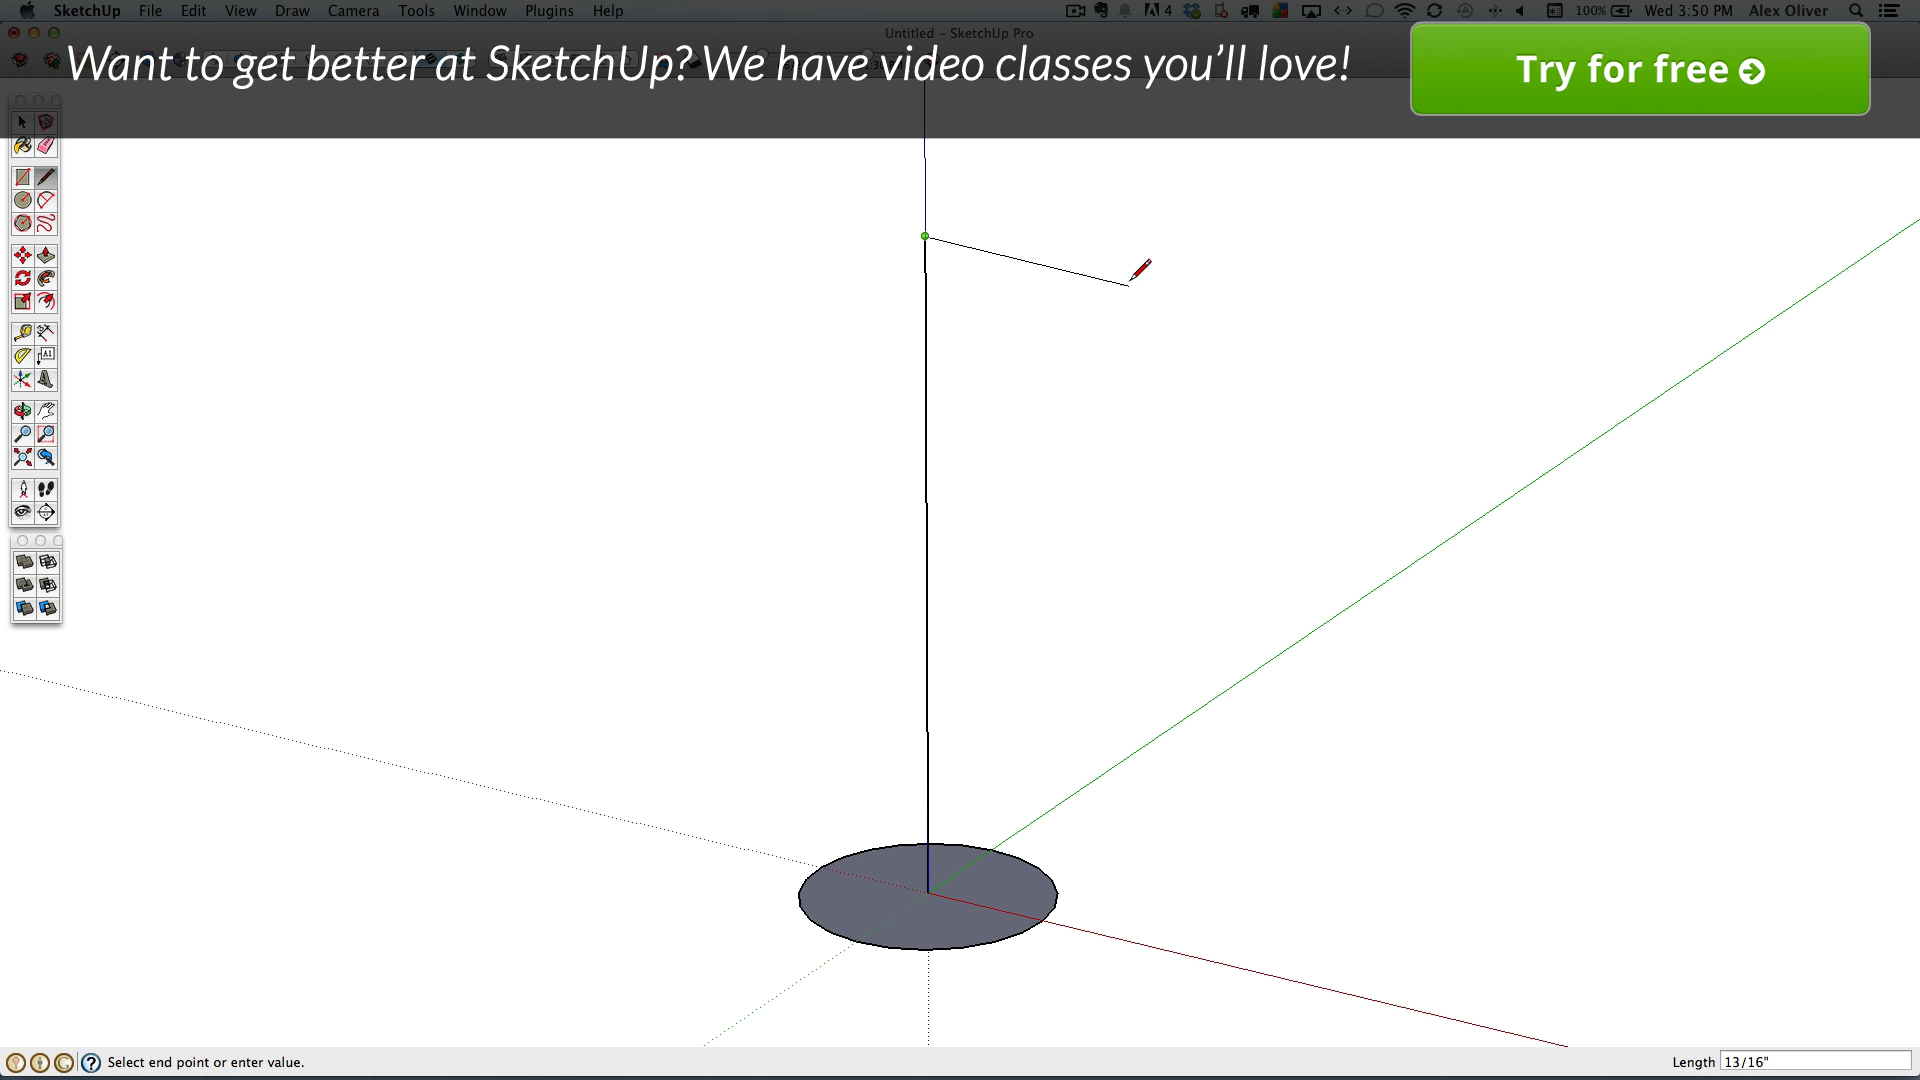 SketchUp File Edit View Draw Camera Tools Window Plugins Help 4 100% Wed 3:50 PM Alex Oliver
Untitled - SketchUp Pro
Want to get better at SketchUp? We have video classes you'll love!
Try for free
A1
Select end point or enter value.
Length 13/16"